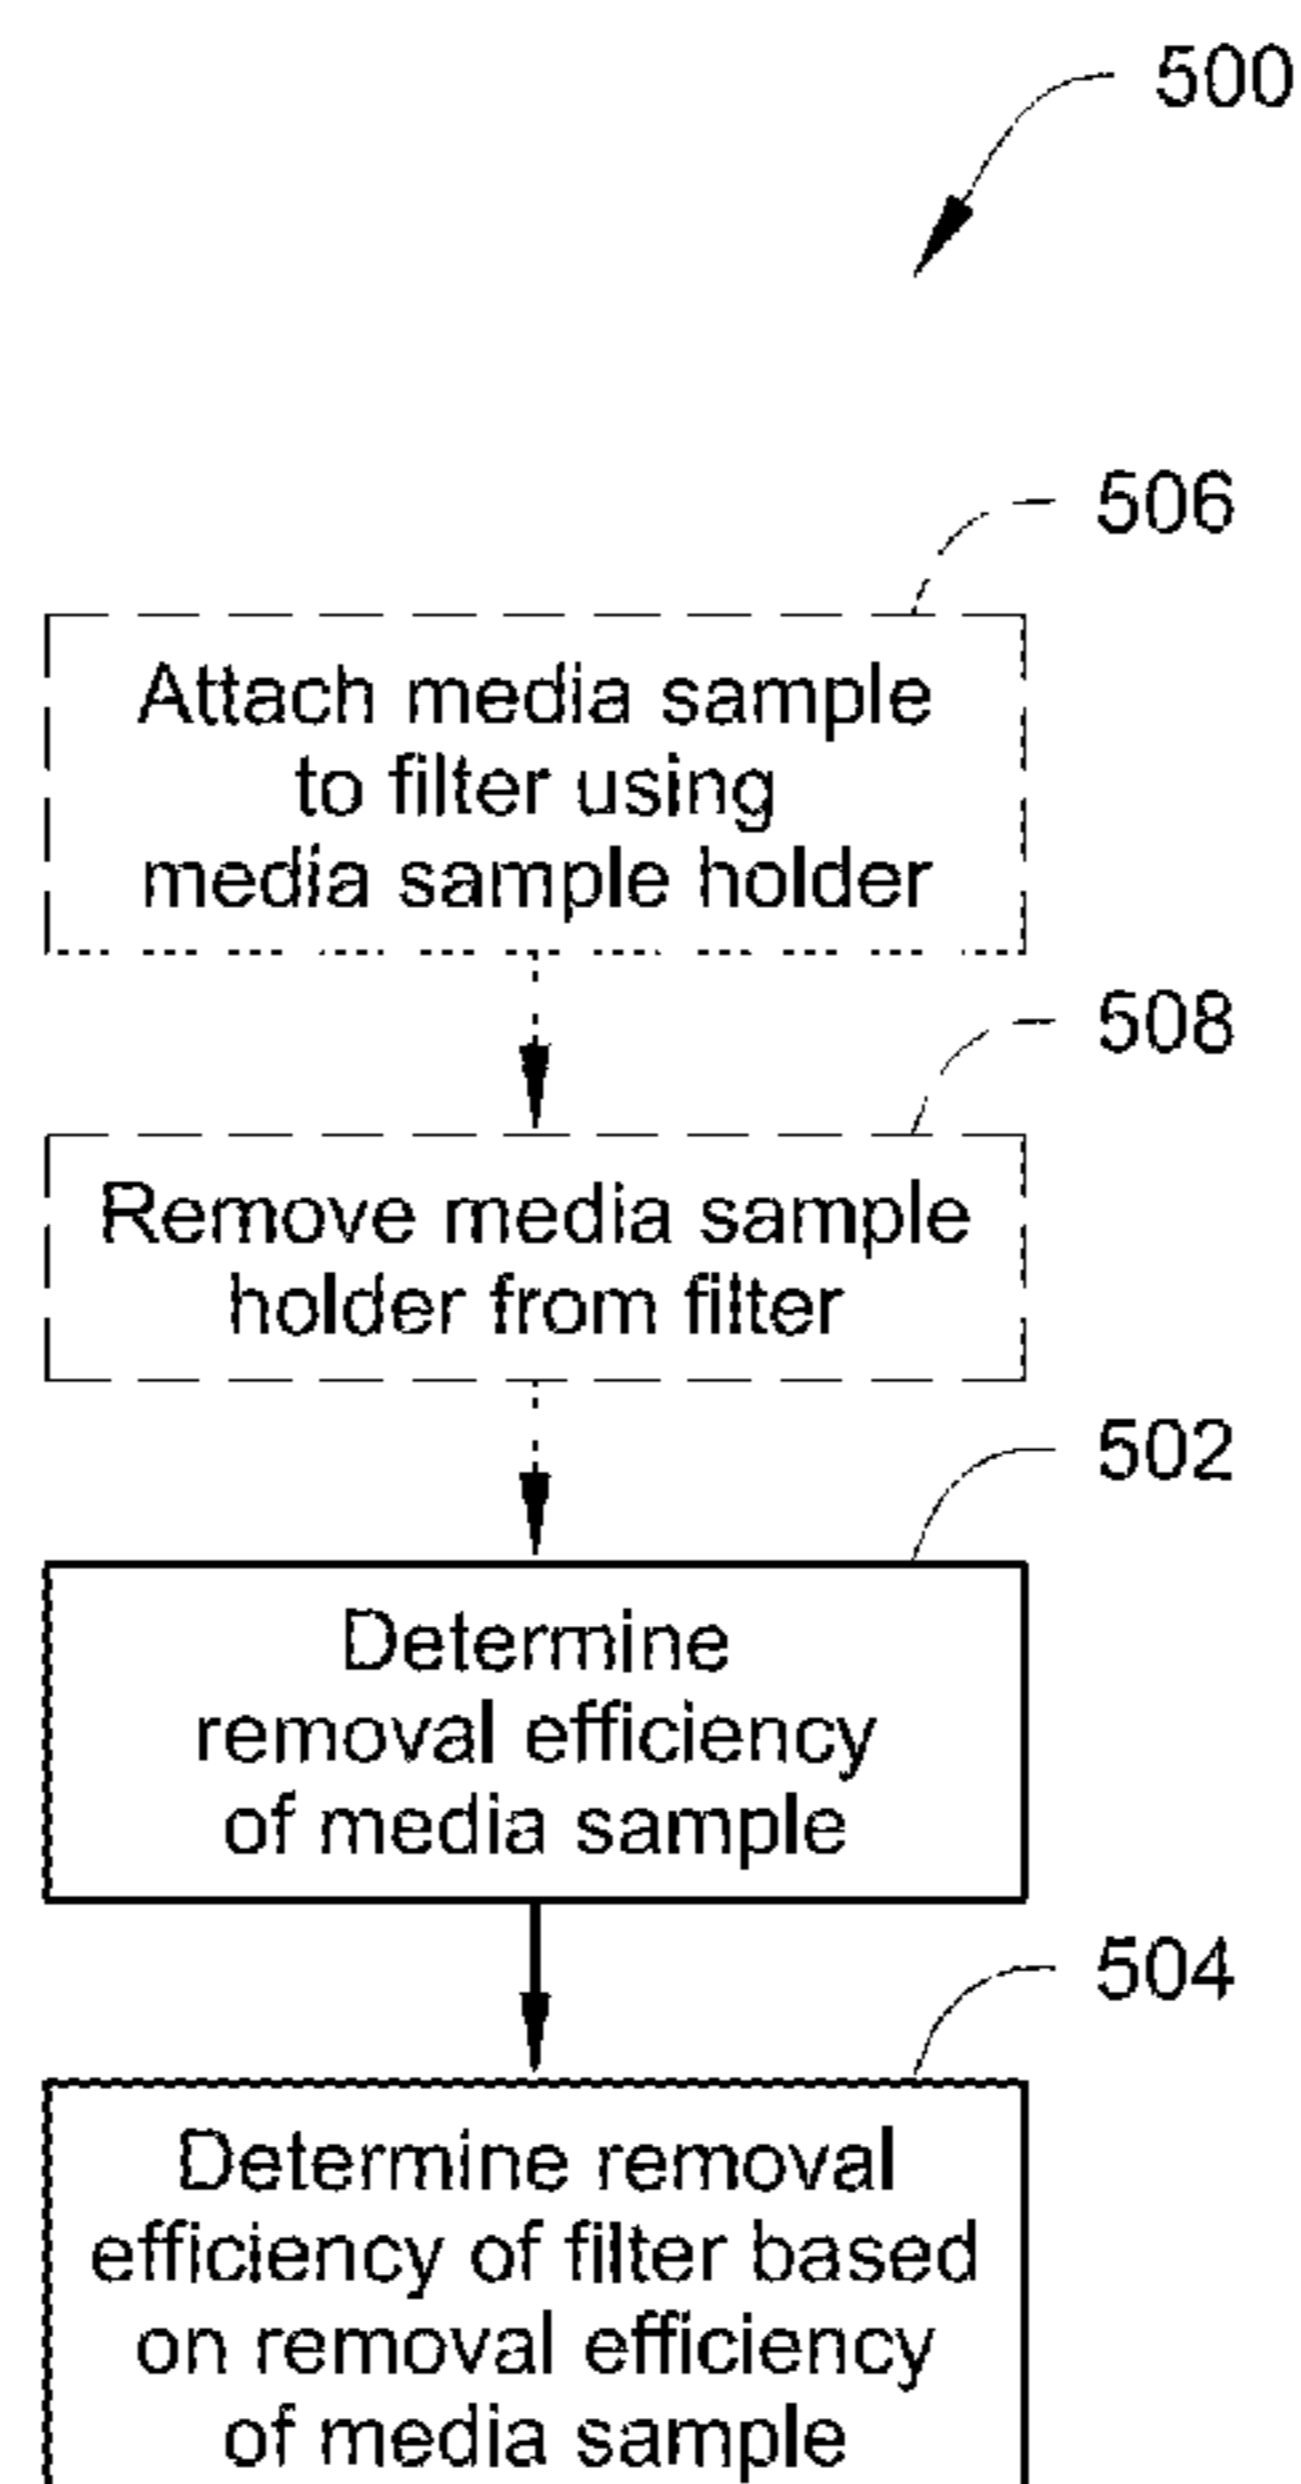 500
506
Attach media sample
to filter using
media sample holder
508
Remove media sample
holder from filter
502
Determine
removal efficiency
of media sample
504
Determine removal
efficiency of filter based
on removal efficiency
of media sample